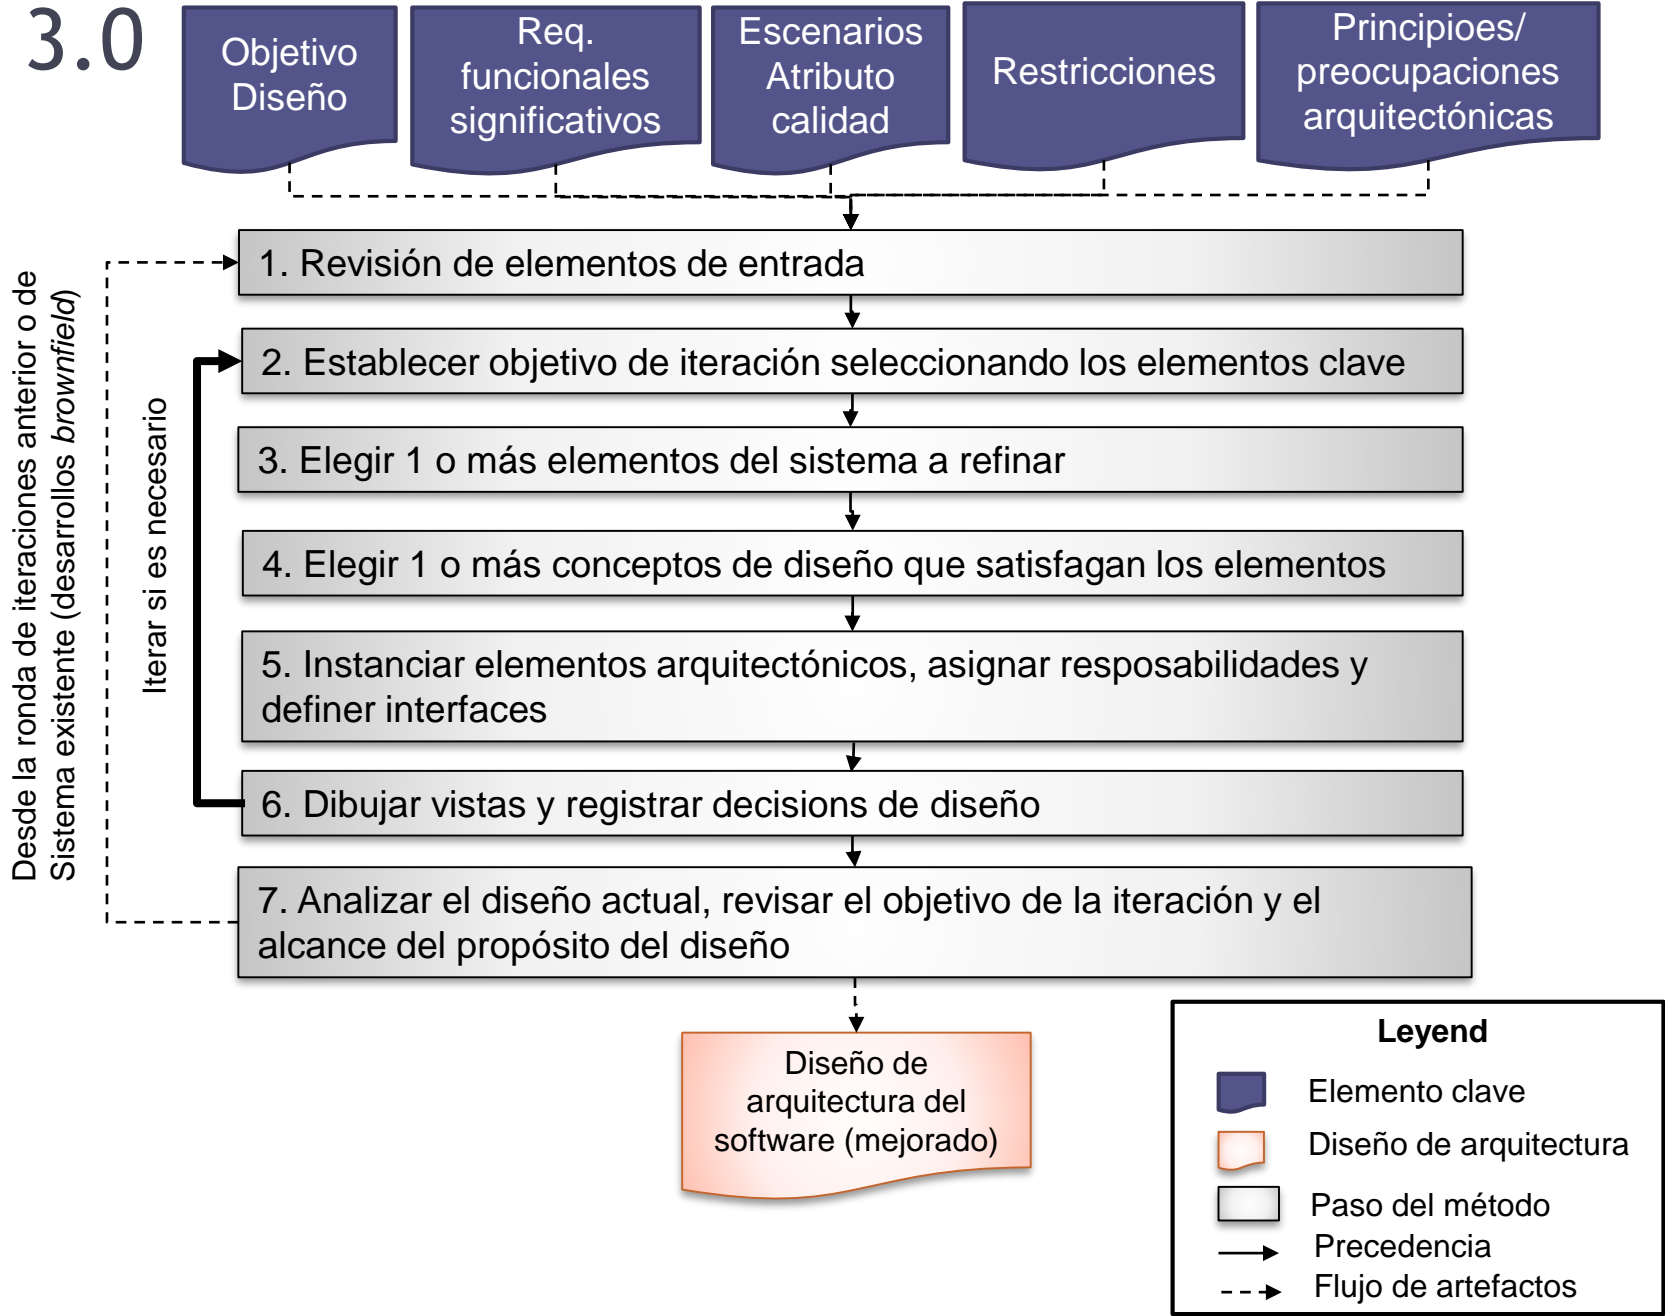 3.0
Objetivo
Diseño
Req.
funcionales
significativos
Escenarios
Atributo
calidad
Restricciones
Principioes/
preocupaciones
arquitectónicas
1. Revisión de elementos de entrada
2. Establecer objetivo de iteración seleccionando los elementos clave
3. Elegir 1 o más elementos del sistema a refinar
4. Elegir 1 o más conceptos de diseño que satisfagan los elementos
5. Instanciar elementos arquitectónicos, asignar resposabilidades y
definer interfaces
6. Dibujar vistas y registrar decisions de diseño
7. Analizar el diseño actual, revisar el objetivo de la iteración y el
alcance del propósito del diseño
Desde la ronda de iteraciones anterior o de
Sistema existente (desarrollos brownfield)
Iterar si es necesario
Diseño de
arquitectura del
software (mejorado)
Leyend
Elemento clave
Diseño de arquitectura
Paso del método
Precedencia
Flujo de artefactos